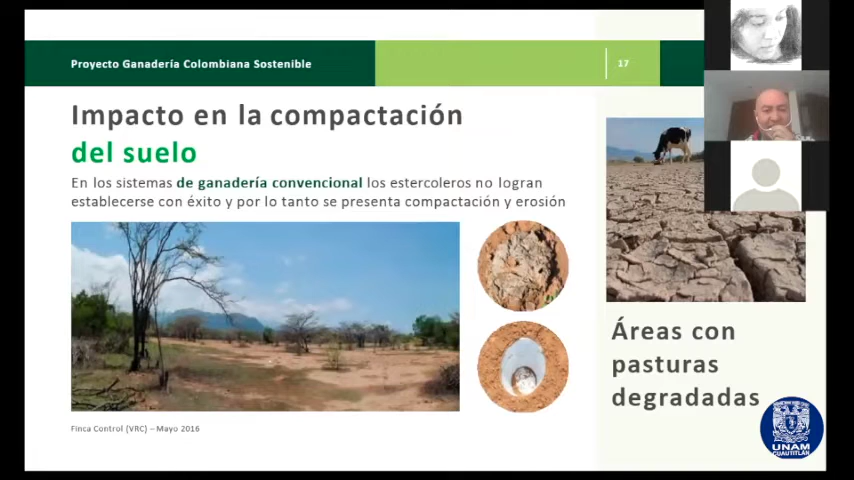 Proyecto Ganadería Colombiana Sostenible
17
Impacto en la compactación
del suelo
En los sistemas de ganadería convencional los estercoleros no logran
establecerse con éxito y por lo tanto se presenta compactación y erosión
Finca Control (VRC) – Mayo 2016
Áreas con
pasturas
degradadas
UNAM
CUAUTITLÁN